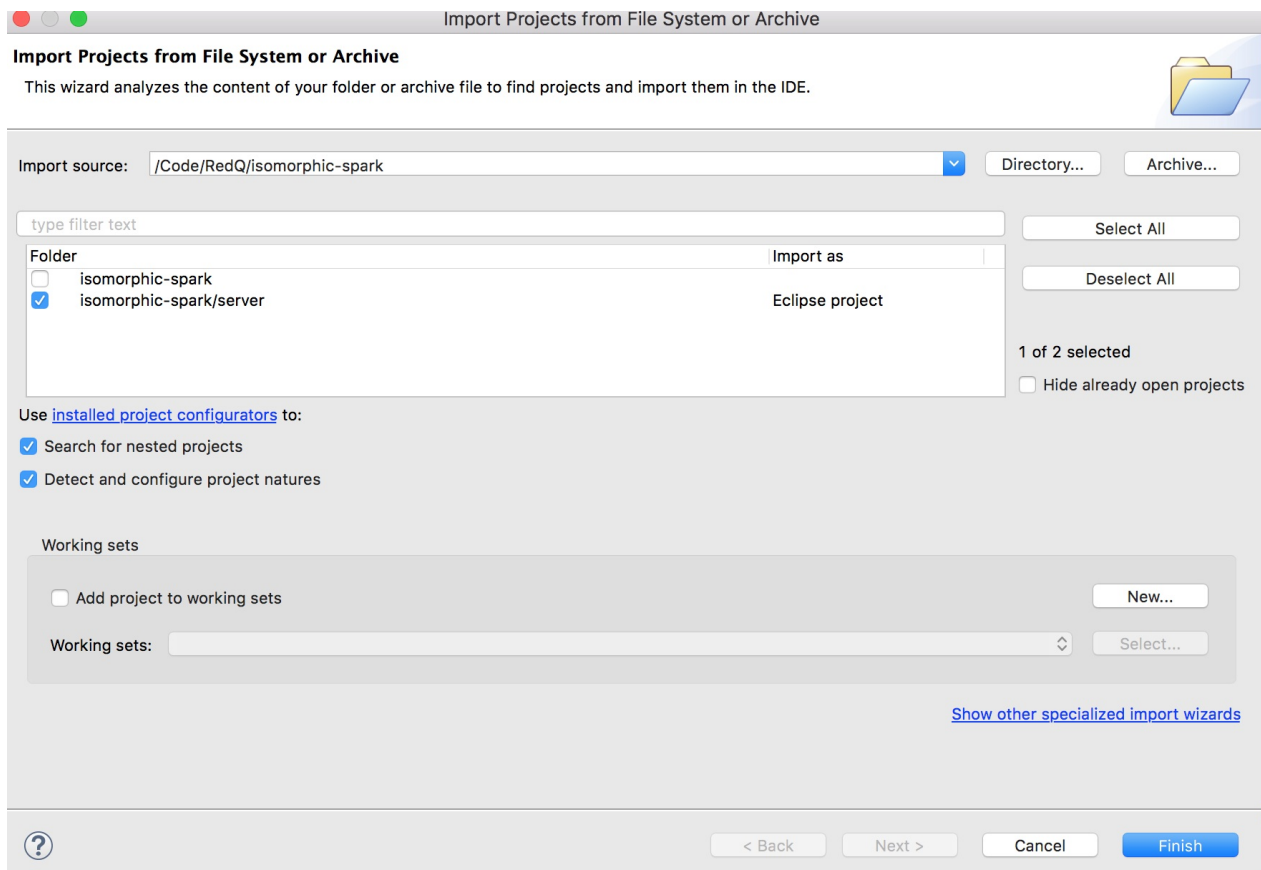 Import Projects from File System or Archive
Import Projects from File System or Archive
This wizard analyzes the content of your folder or archive file to find projects and import them in the IDE.
Import source: /Code/RedQ/isomorphic-spark Directory... Archive...
type filter text
Select All
Folder Import as
isomorphic-spark
Deselect All
isomorphic-spark/server Eclipse project
1 of 2 selected
Hide already open projects
Use installed project configurators to:
Search for nested projects
Detect and configure project natures
Working sets
Add project to working sets New...
Working sets: Select...
Show other specialized import wizards
? < Back Next > Cancel Finish